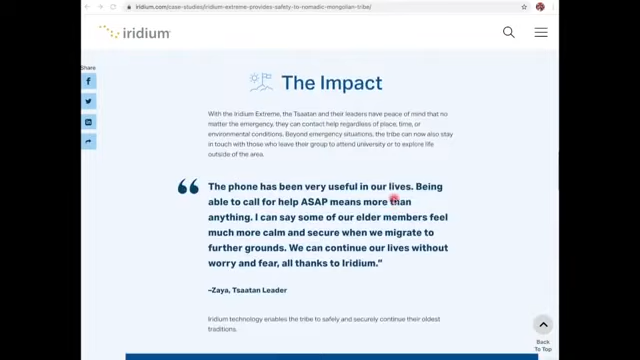 iridium.com/case-studies/iridium-extreme-provides-safety-to-nomadic-mongolian-tribe/
iridium
Share
The Impact
With the Iridium Extreme, the Tsaatan and their leaders have peace of mind that no
matter the emergency, they can contact help regardless of place, time, or
environmental conditions. Beyond emergency situations, the tribe can now also stay
in touch with those who leave their group to attend university or to explore life
outside of the area.
“The phone has been very useful in our lives. Being
able to call for help ASAP means more than
anything. I can say some of our elder members feel
much more calm and secure when we migrate to
further grounds. We can continue our lives without
worry and fear, all thanks to Iridium.”
–Zaya, Tsaatan Leader
Iridium technology enables the tribe to safely and securely continue their oldest
traditions.
Back
To Top